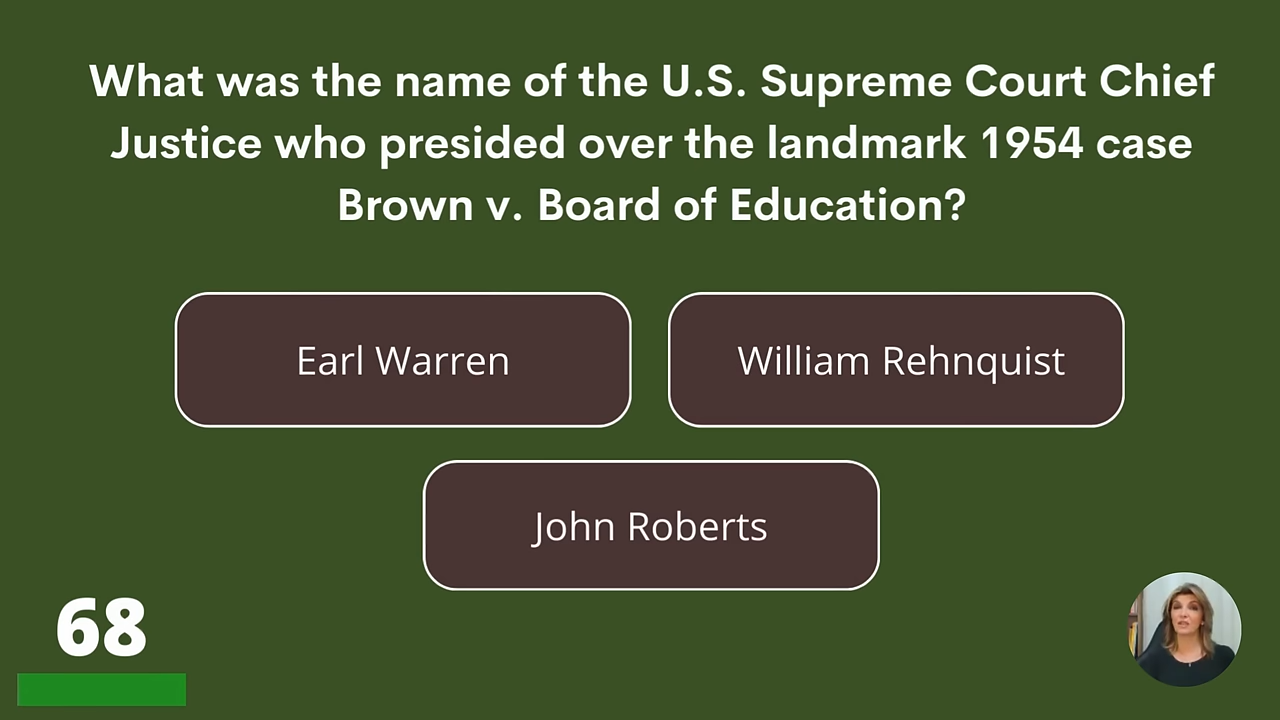 What was the name of the U.S. Supreme Court Chief
Justice who presided over the landmark 1954 case
Brown v. Board of Education?
Earl Warren
William Rehnquist
John Roberts
68